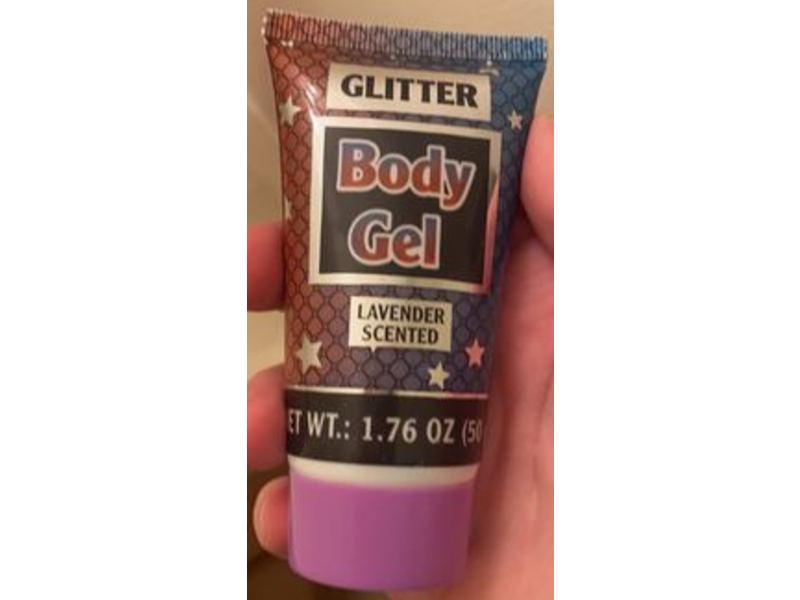 GLITTER
Body
Gel
LAVENDER
SCENTED
ET WT.: 1.76 OZ (50